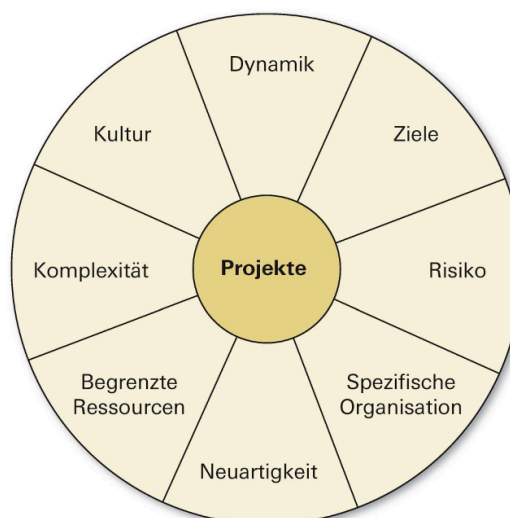 Dynamik
Kultur
Ziele
Komplexität
Projekte
Risiko
Begrenzte
Ressourcen
Spezifische
Organisation
Neuartigkeit